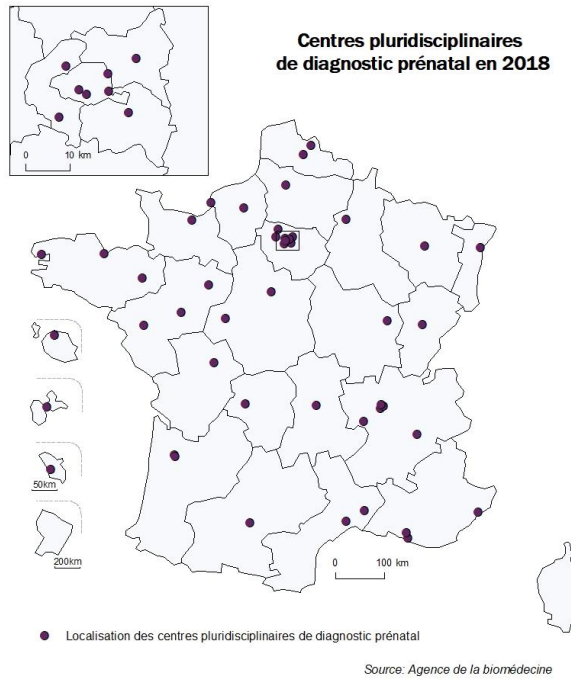 Centres pluridisciplinaires
de diagnostic prénatal en 2018
0 10 km
50km
200km
0 100 km
Localisation des centres pluridisciplinaires de diagnostic prénatal
Source: Agence de la biomédecine